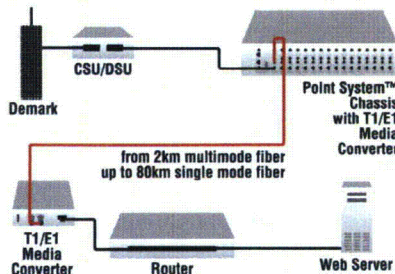 CSU/DSU
Demark
Point System™
Chassis
with T1/E1
Media
Converter
from 2km multimode fiber
up to 80km single mode fiber
T1/E1
Media
Converter
Router
Web Server